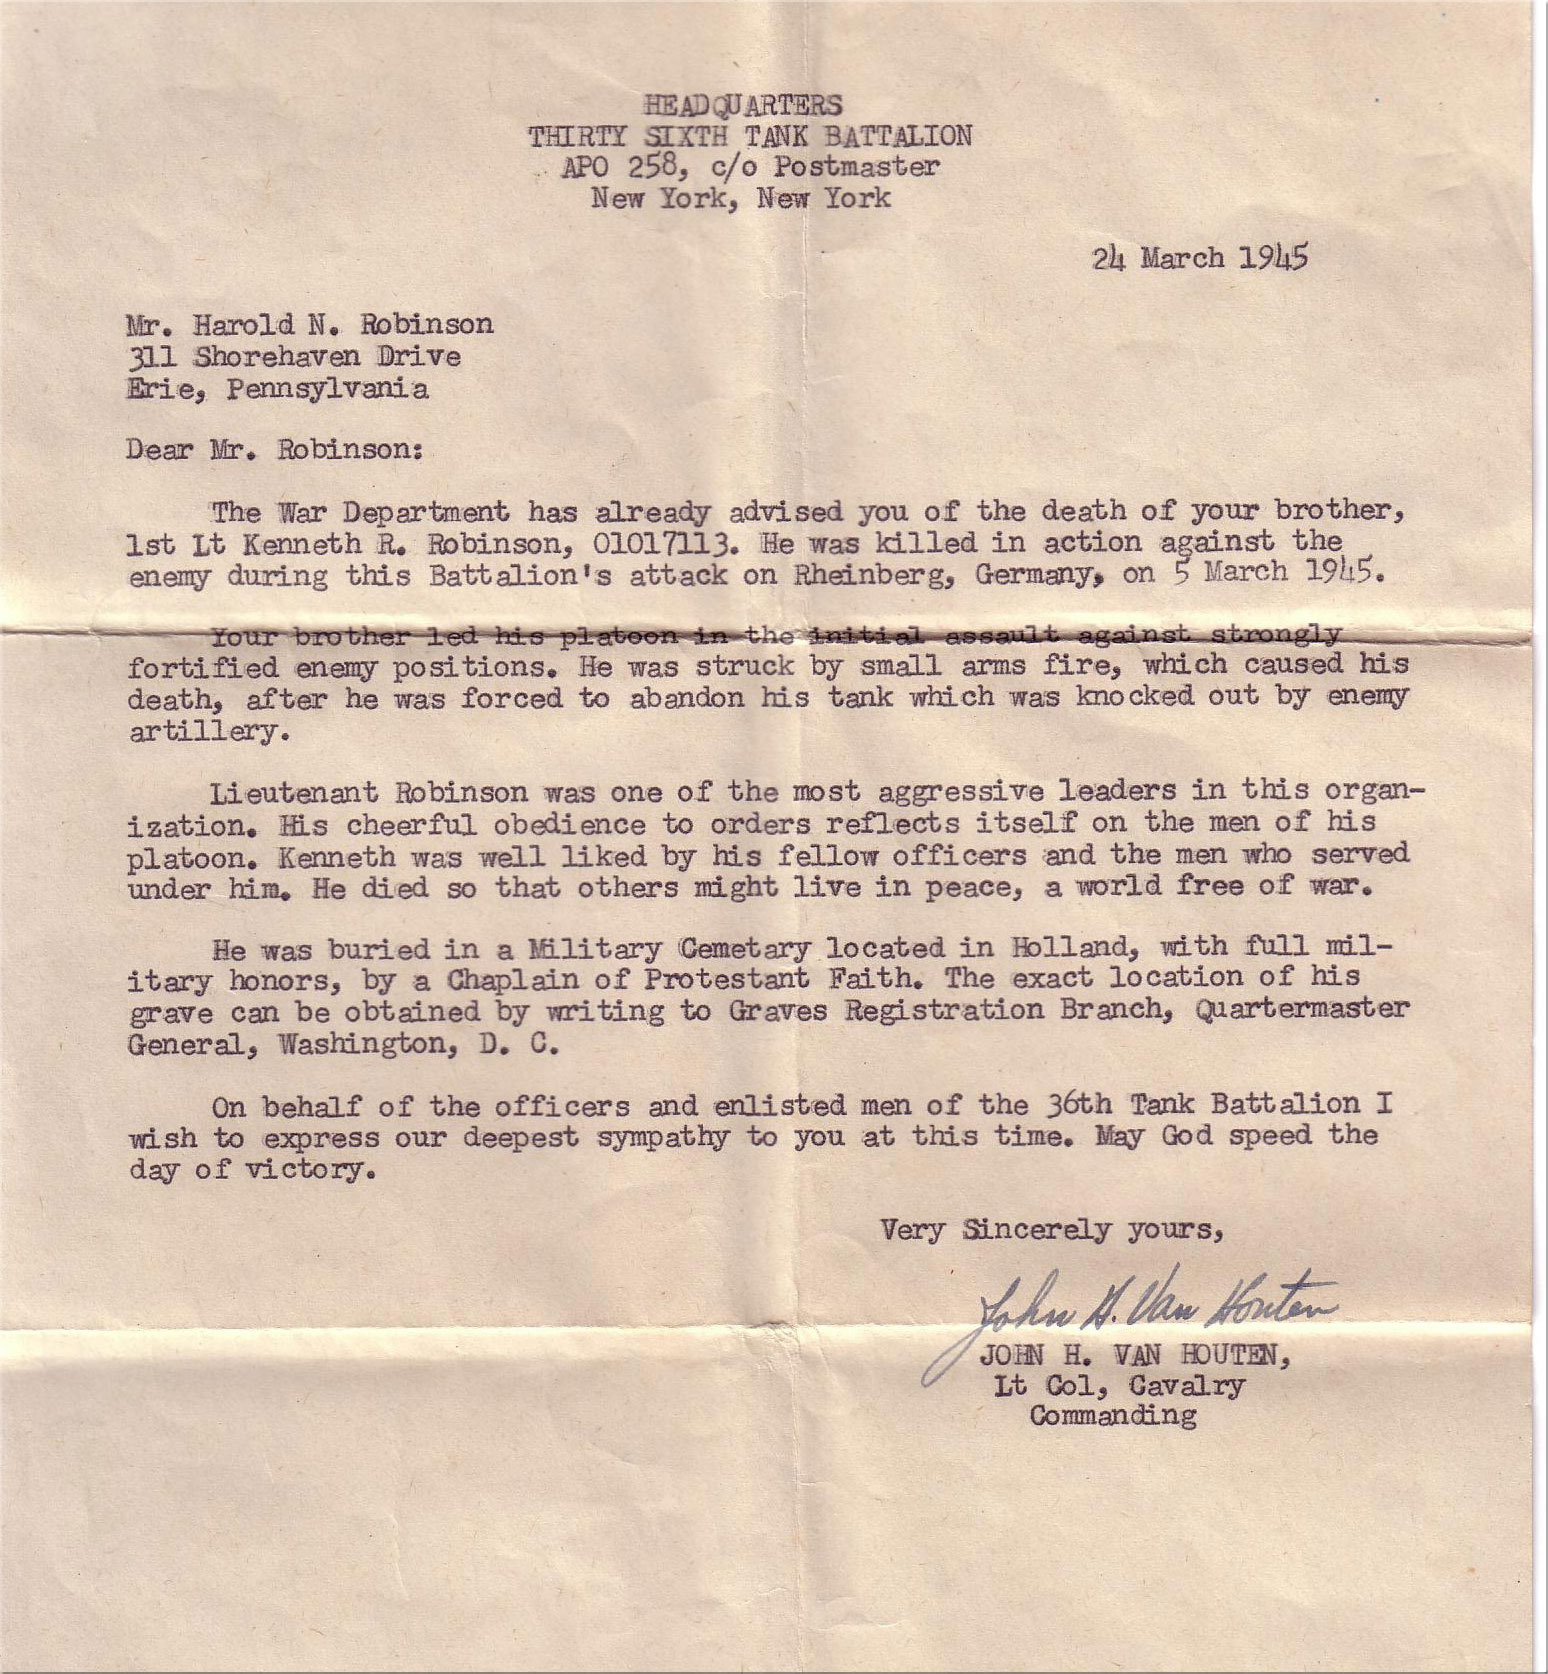 HEADQUARTERS
THIRTY SIXTH TANK BATTALION
APO 258, c/o Postmaster
New York, New York
24 March 1945
Mr. Harold N. Robinson
311 Shorehaven Drive
Erie, Pennsylvania
Dear Mr. Robinson:
The War Department has already advised you of the death of your brother,
1st Lt Kenneth R. Robinson, 01017113. He was killed in action against the
enemy during this Battalion's attack on Rheinberg, Germany, on 5 March 1945.
Your brother led his platoon in the initial assault against strongly
fortified enemy positions. He was struck by small arms fire, which caused his
death, after he was forced to abandon his tank which was knocked out by enemy
artillery.
Lieutenant Robinson was one of the most aggressive leaders in this organ-
ization. His cheerful obedience to orders reflects itself on the men of his
platoon. Kenneth was well liked by his fellow officers and the men who served
under him. He died so that others might live in peace, a world free of war.
He was buried in a Military Cemetary located in Holland, with full mil-
itary honors, by a Chaplain of Protestant Faith. The exact location of his
grave can be obtained by writing to Graves Registration Branch, Quartermaster
General, Washington, D. C.
On behalf of the officers and enlisted men of the 36th Tank Battalion I
wish to express our deepest sympathy to you at this time. May God speed the
day of victory.
Very Sincerely yours,
John H. Van Houten
JOHN H. VAN HOUTEN,
Lt Col, Cavalry
Commanding